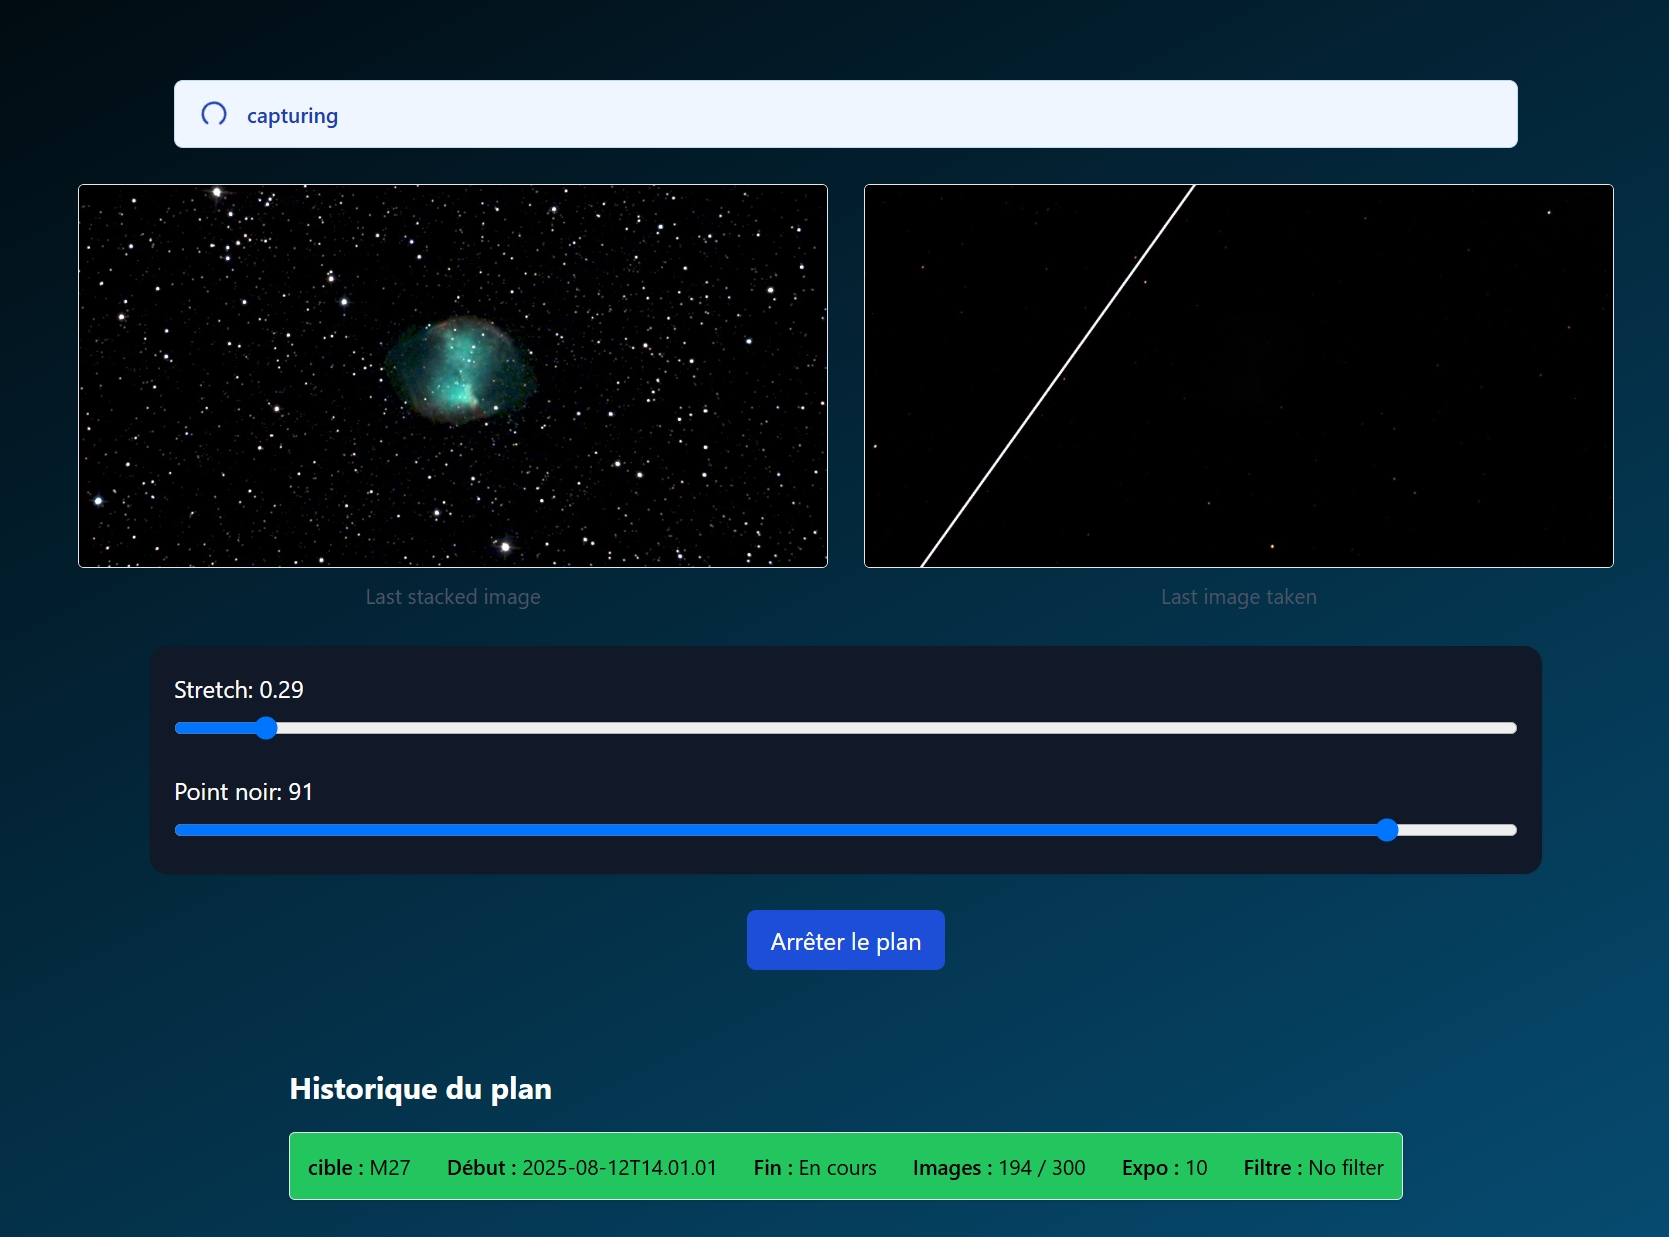 capturing
Last stacked image
Last image taken
Stretch: 0.29
Point noir: 91
Arrêter le plan
Historique du plan
cible : M27 Début : 2025-08-12T14.01.01 Fin : En cours Images : 194 / 300 Expo : 10 Filtre : No filter